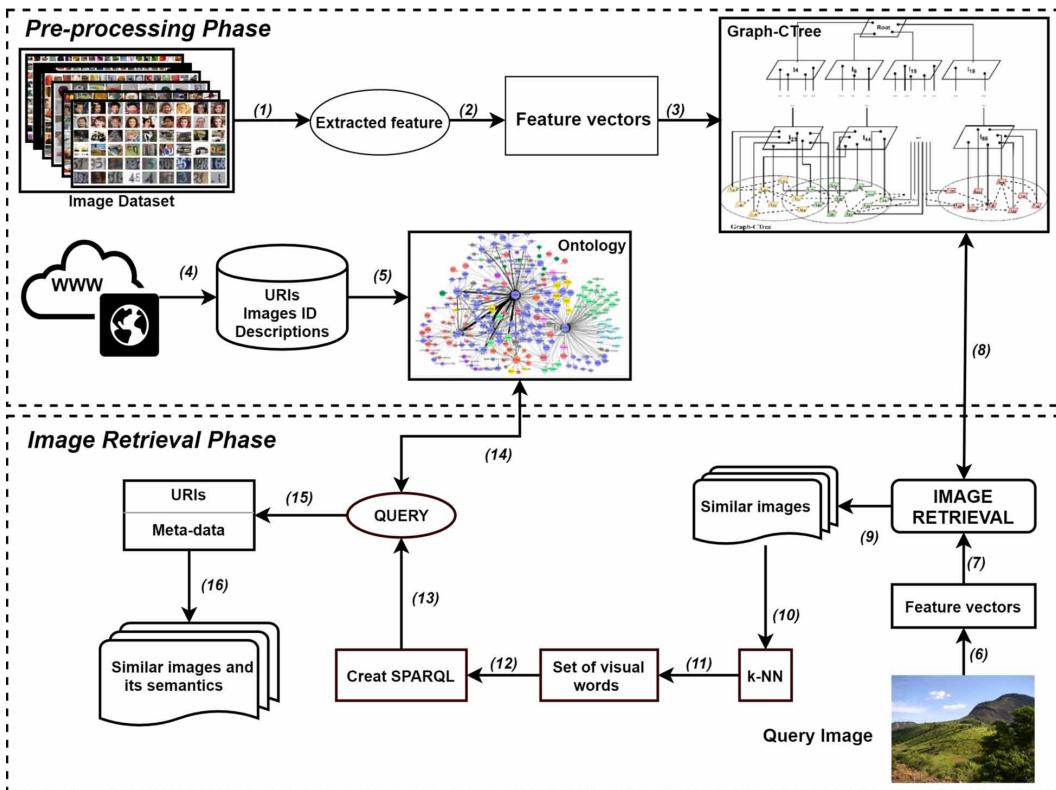 Pre-processing Phase
Image Dataset
(1)
Extracted feature
(2)
Feature vectors
(3)
Graph-CTree
Root
Graph-CTree
WWW
(4)
URIs
Images ID
Descriptions
(5)
Ontology
(8)
Image Retrieval Phase
(14)
URIs
Meta-data
(15)
QUERY
Similar images
(9)
IMAGE
RETRIEVAL
(7)
Feature vectors
(6)
Query Image
(10)
k-NN
(11)
Set of visual
words
(12)
Creat SPARQL
(13)
(16)
Similar images and
its semantics